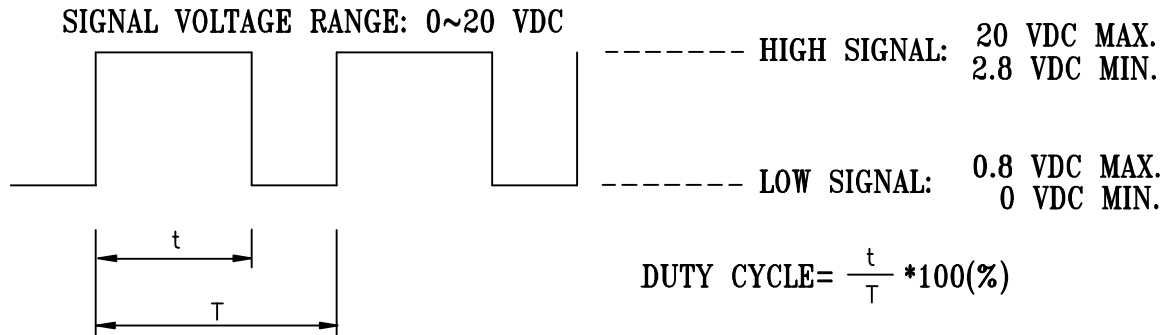 SIGNAL VOLTAGE RANGE: 0~20 VDC
HIGH SIGNAL: 20 VDC MAX.
2.8 VDC MIN.
LOW SIGNAL: 0.8 VDC MAX.
0 VDC MIN.
t
T
DUTY CYCLE= t/T *100(%)